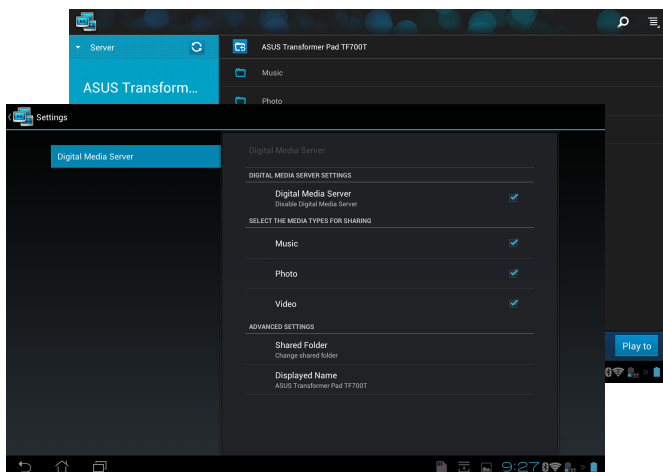 Server
ASUS Transform...
ASUS Transformer Pad TF700T
Music
Photo
Play to
Settings
Digital Media Server
Digital Media Server
DIGITAL MEDIA SERVER SETTINGS
Digital Media Server
Disable Digital Media Server
SELECT THE MEDIA TYPES FOR SHARING
Music
Photo
Video
ADVANCED SETTINGS
Shared Folder
Change shared folder
Displayed Name
ASUS Transformer Pad TF700T
9:27